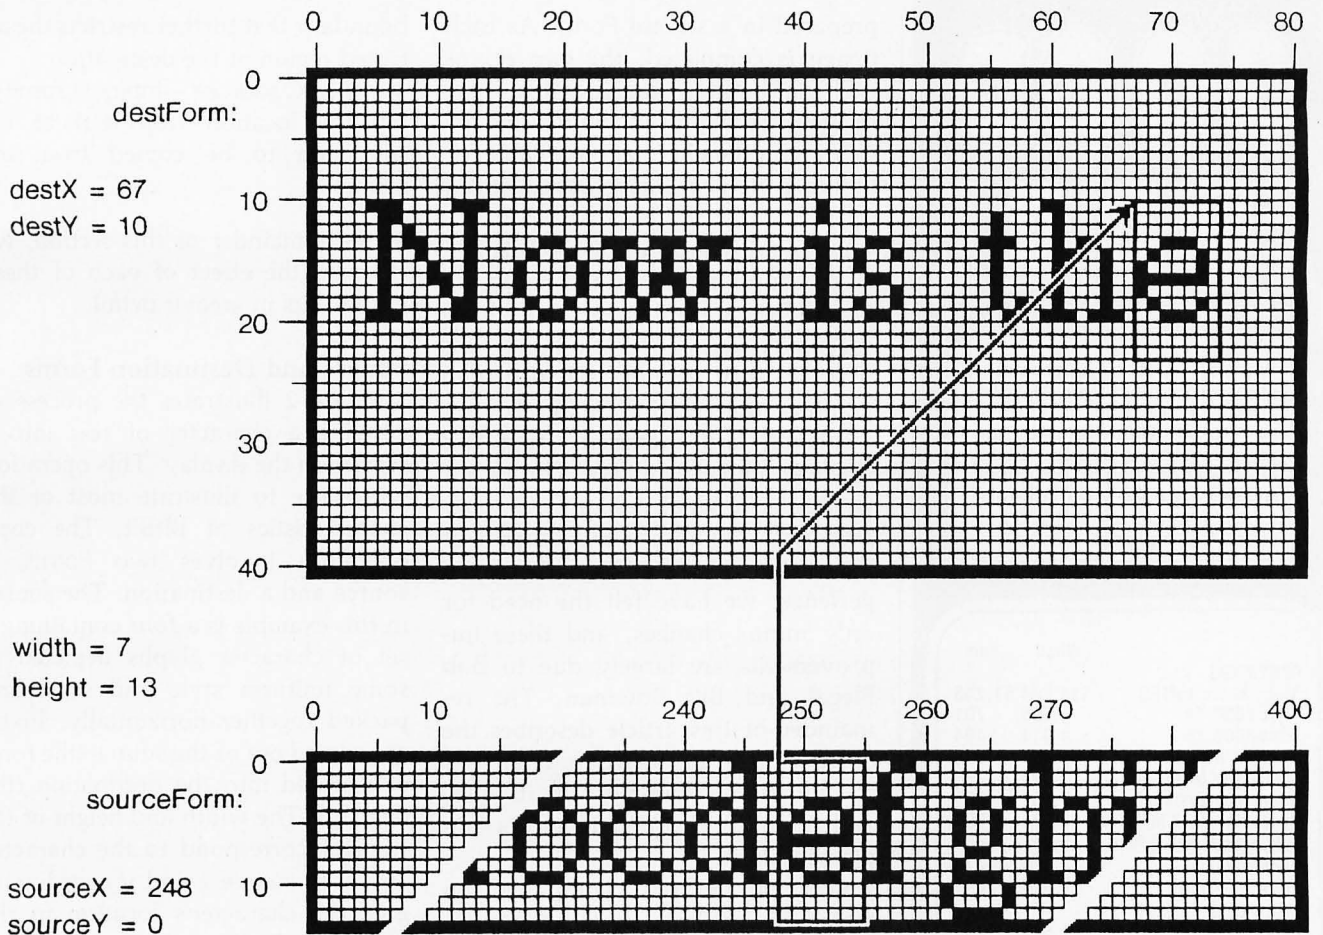 0 10 20 30 40 50 60 70 80
0
destForm:
destX = 67
destY = 10
10
Now is the
20
30
40
width = 7
height = 13
0 10 240 250 260 270 400
0
sourceForm:
abcdefgh
sourceX = 248
10
sourceY = 0